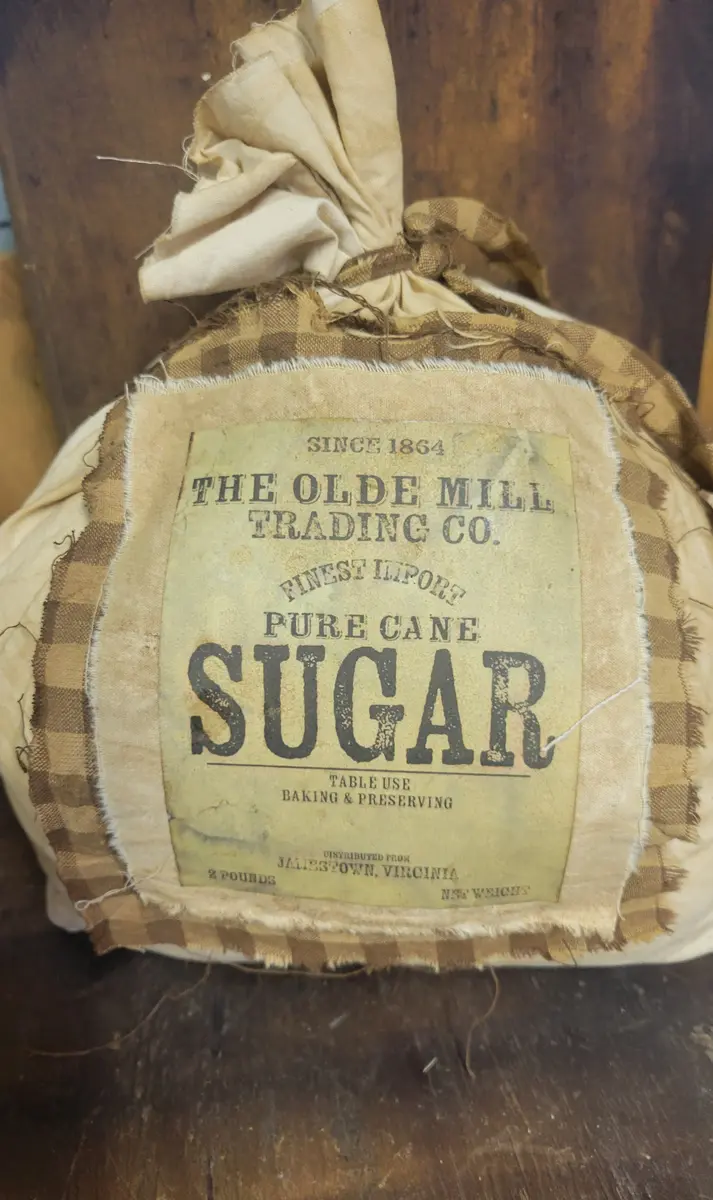 SINCE 1864
THE OLDE MILL
TRADING CO.
FINEST IMPORT
PURE CANE
SUGAR
TABLE USE
BAKING & PRESERVING
DISTRIBUTED FROM
JAMESTOWN, VIRGINIA
2 POUNDS
NET WEIGHT